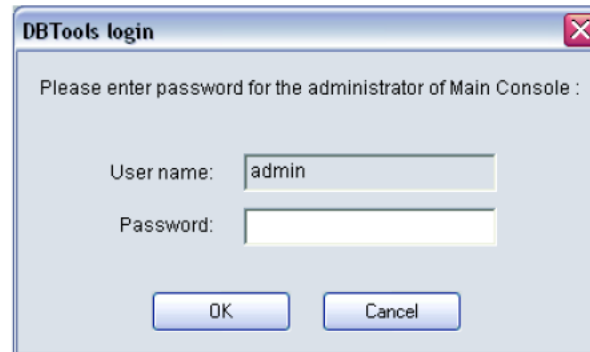 DBTools login
Please enter password for the administrator of Main Console :
User name: admin
Password:
OK Cancel